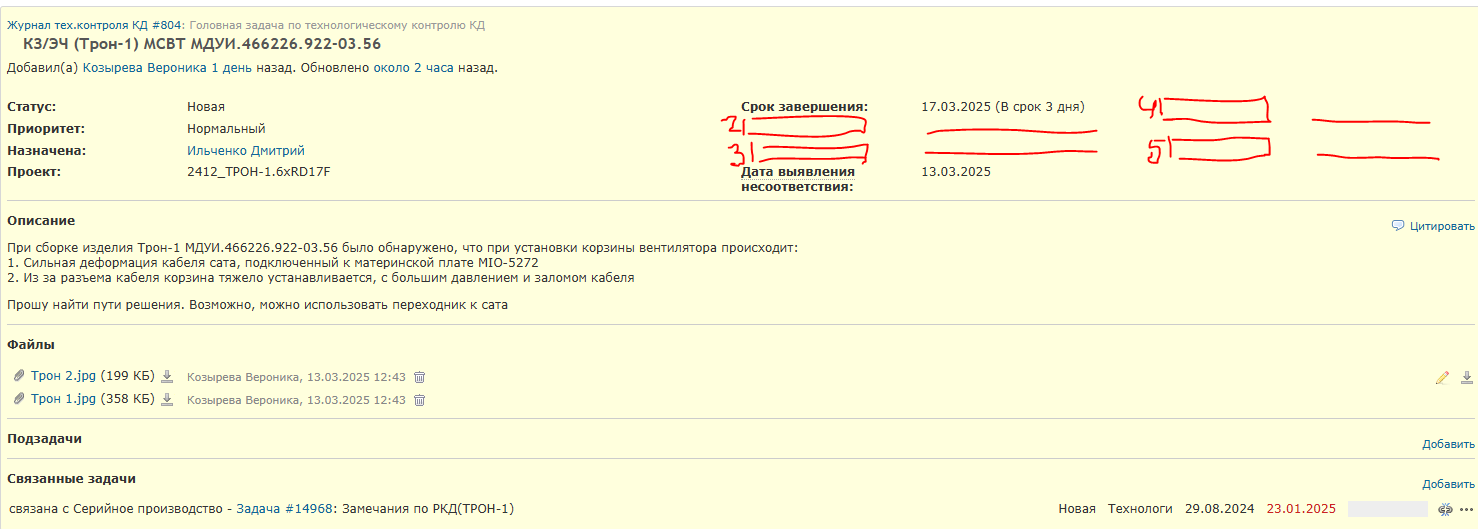 Журнал тех.контроля КД #804: Головная задача по технологическому контролю КД
КЗ/ЭЧ (Трон-1) МСВТ МДУИ.466226.922-03.56
Добавил(а) Козырева Вероника 1 день назад. Обновлено около 2 часа назад.
Статус: Новая Срок завершения: 17.03.2025 (В срок 3 дня) 4
Приоритет: Нормальный 2
Назначена: Ильченко Дмитрий 3 5
Проект: 2412_ТРОН-1.6xRD17F Дата выявления 13.03.2025
несоответствия:
Описание
Цитировать
При сборке изделия Трон-1 МДУИ.466226.922-03.56 было обнаружено, что при установки корзины вентилятора происходит:
1. Сильная деформация кабеля сата, подключенный к материнской плате MIO-5272
2. Из за разъема кабеля корзина тяжело устанавливается, с большим давлением и заломом кабеля
Прошу найти пути решения. Возможно, можно использовать переходник к сата
Файлы
Трон 2.jpg (199 КБ) Козырева Вероника, 13.03.2025 12:43
Трон 1.jpg (358 КБ) Козырева Вероника, 13.03.2025 12:43
Подзадачи
Добавить
Связанные задачи
Добавить
связана с Серийное производство - Задача #14968: Замечания по РКД(ТРОН-1) Новая Технологи 29.08.2024 23.01.2025